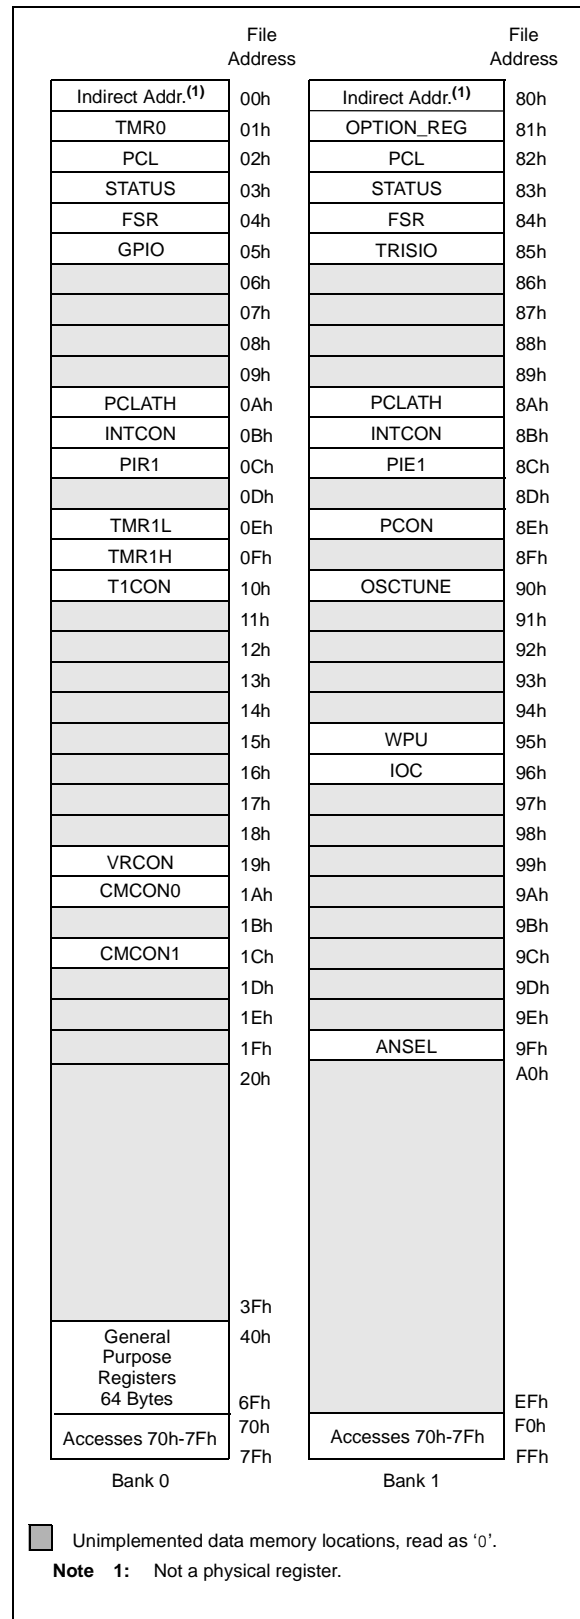 File Address File Address
Indirect Addr.(1) 00h Indirect Addr.(1) 80h
TMR0 01h OPTION_REG 81h
PCL 02h PCL 82h
STATUS 03h STATUS 83h
FSR 04h FSR 84h
GPIO 05h TRISIO 85h
06h 86h
07h 87h
08h 88h
09h 89h
PCLATH 0Ah PCLATH 8Ah
INTCON 0Bh INTCON 8Bh
PIR1 0Ch PIE1 8Ch
0Dh 8Dh
TMR1L 0Eh PCON 8Eh
TMR1H 0Fh 8Fh
T1CON 10h OSCTUNE 90h
11h 91h
12h 92h
13h 93h
14h 94h
15h WPU 95h
16h IOC 96h
17h 97h
18h 98h
VRCON 19h 99h
CMCON0 1Ah 9Ah
1Bh 9Bh
CMCON1 1Ch 9Ch
1Dh 9Dh
1Eh 9Eh
1Fh ANSEL 9Fh
20h A0h
3Fh
General 40h
Purpose
Registers
64 Bytes 6Fh EFh
70h F0h
Accesses 70h-7Fh Accesses 70h-7Fh
7Fh FFh
Bank 0 Bank 1
Unimplemented data memory locations, read as ‘0’.
Note 1: Not a physical register.